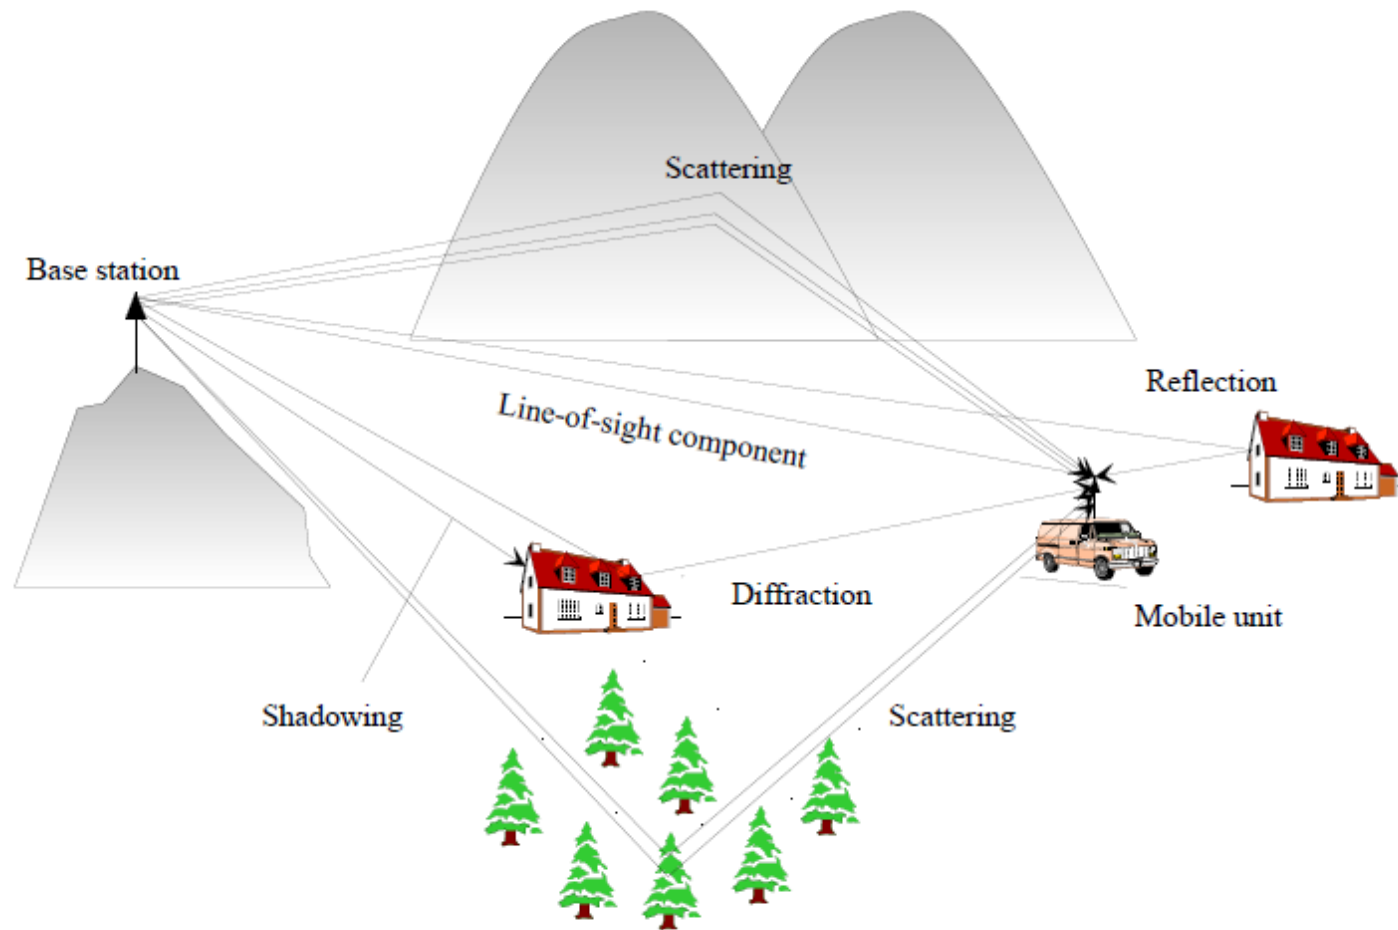 Scattering
Base station
Reflection
Line-of-sight component
Diffraction
Mobile unit
Shadowing
Scattering